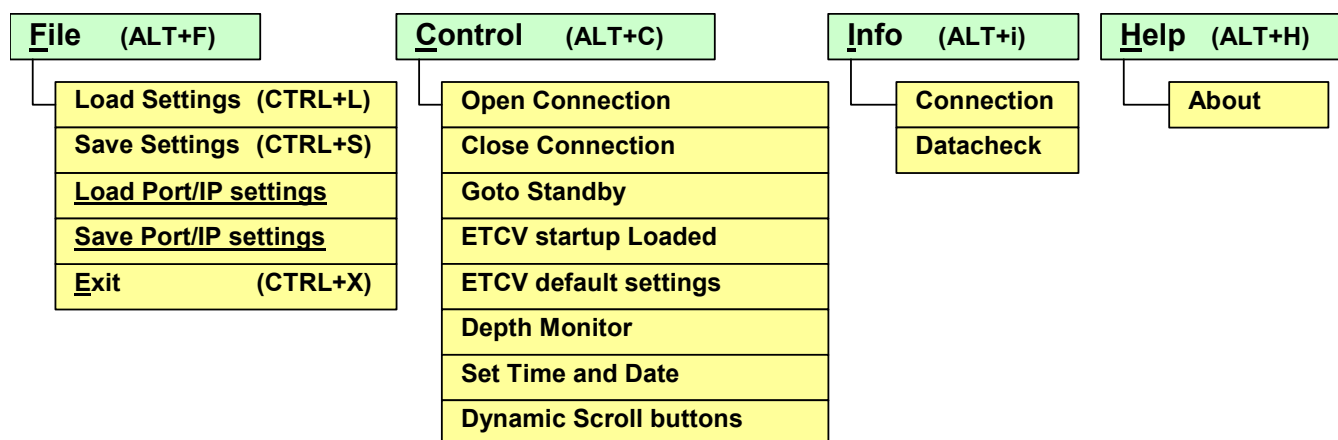 File (ALT+F)
Load Settings (CTRL+L)
Save Settings (CTRL+S)
Load Port/IP settings
Save Port/IP settings
Exit (CTRL+X)
Control (ALT+C)
Open Connection
Close Connection
Goto Standby
ETCV startup Loaded
ETCV default settings
Depth Monitor
Set Time and Date
Dynamic Scroll buttons
Info (ALT+i)
Connection
Datacheck
Help (ALT+H)
About